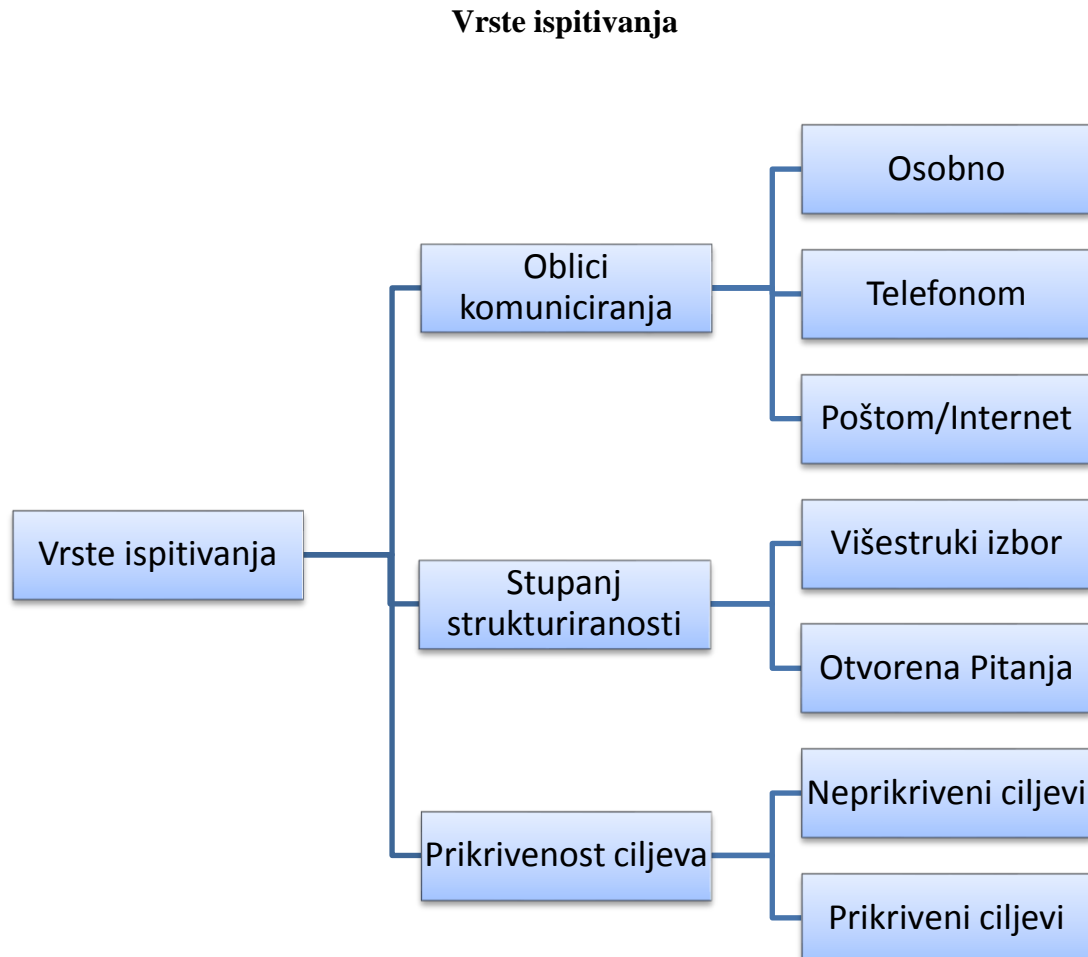 Vrste ispitivanja
Vrste ispitivanja
Oblici
komuniciranja
Osobno
Telefonom
Poštom/Internet
Stupanj
strukturiranosti
Višestruki izbor
Otvorena Pitanja
Prikrivenost ciljeva
Neprikriveni ciljevi
Prikriveni ciljevi